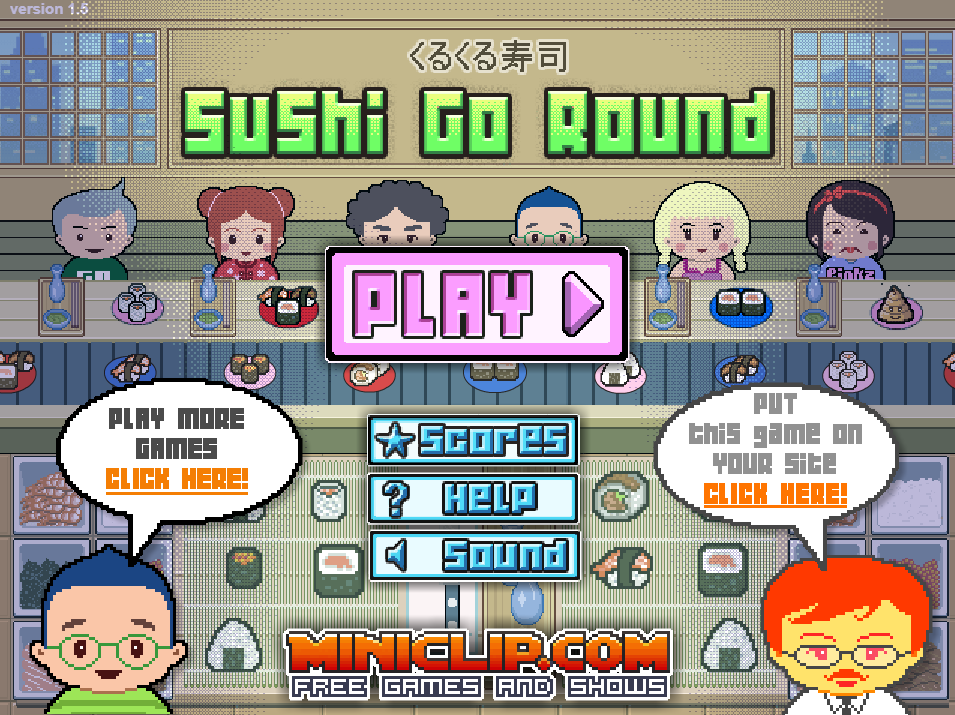 version 1.5
くるくる寿司
Sushi Go Round
PLAY
PLAY MORE
GAMES
CLICK HERE!
PUT
this game on
YOUR Site
CLICK HERE!
Scores
? Help
Sound
MINICLIP.COM
FREE GAMES AND SHOWS